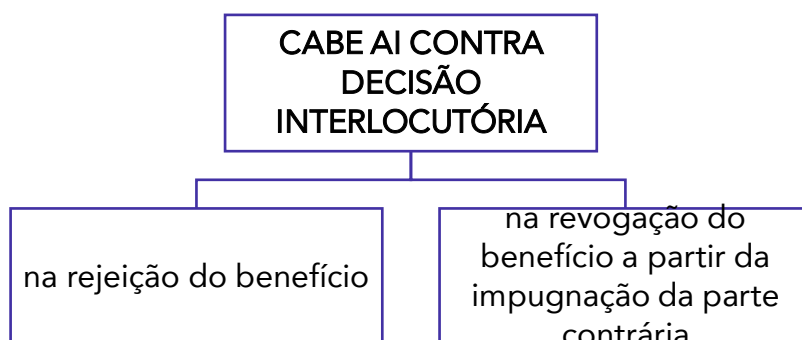 CABE AI CONTRA
DECISÃO
INTERLOCUTÓRIA
na rejeição do benefício
na revogação do
benefício a partir da
impugnação da parte
contrária